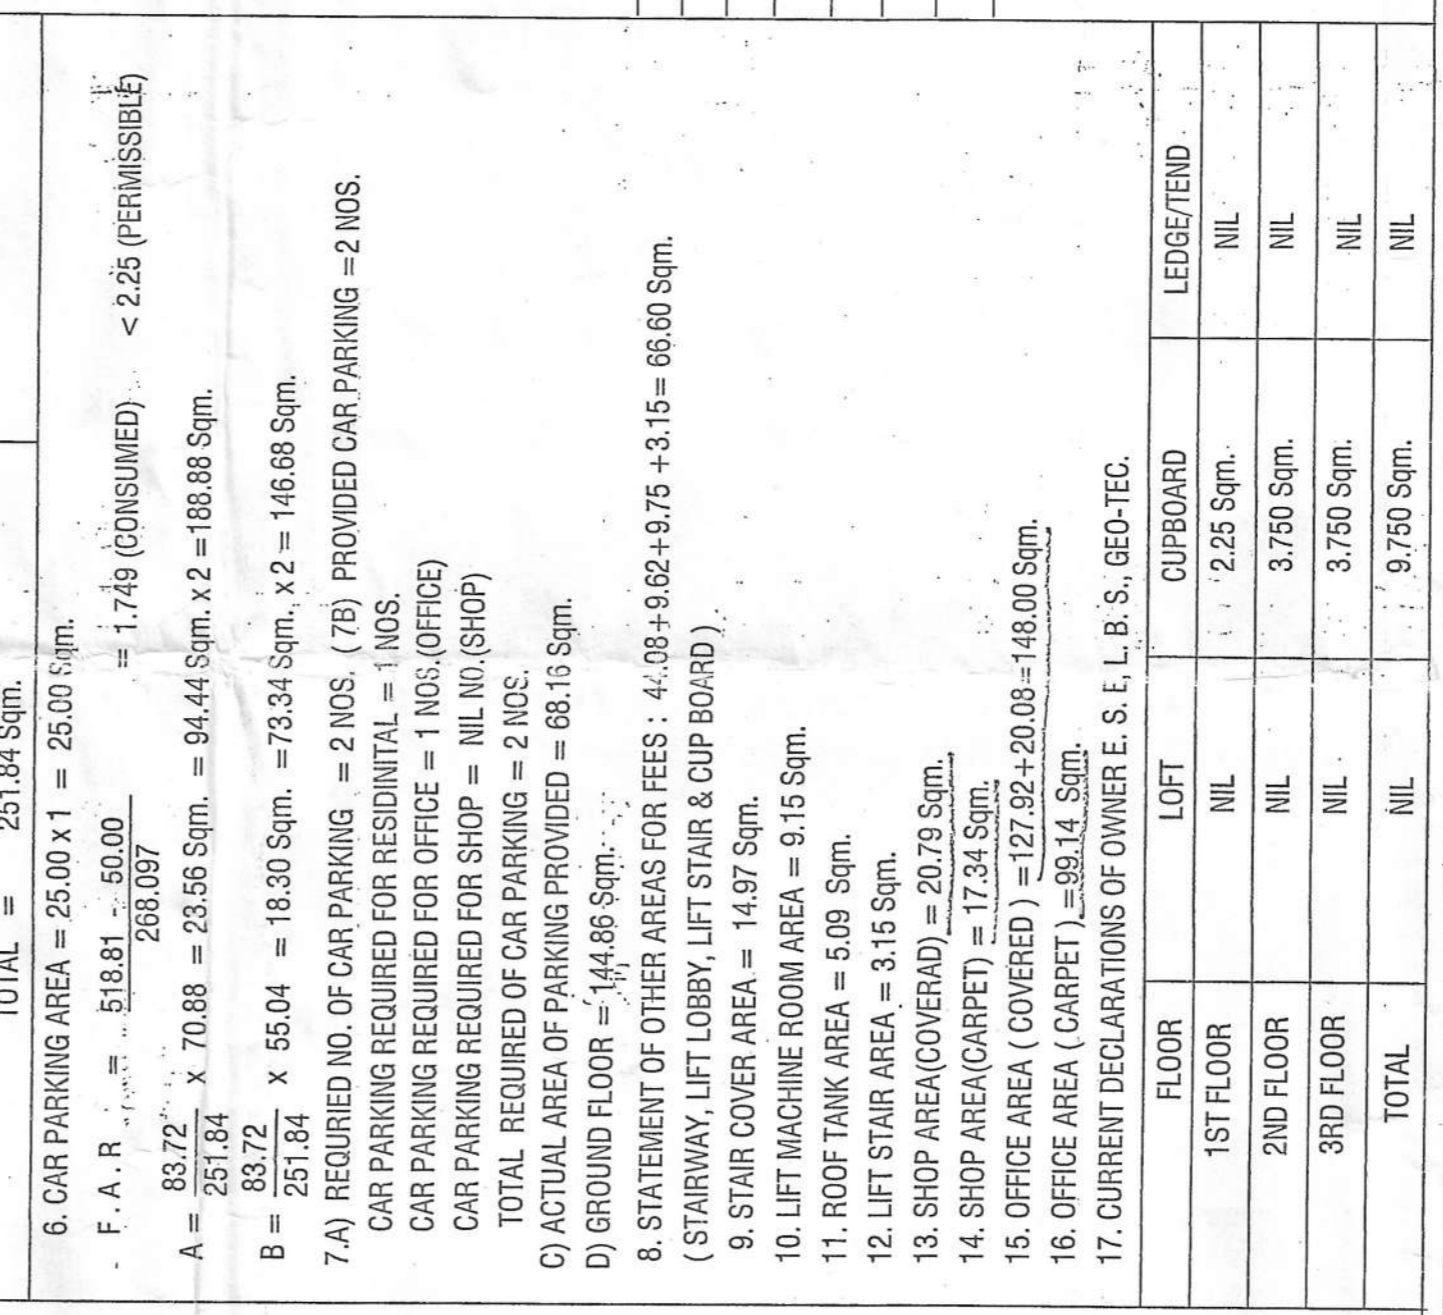 TOTAL = 251.84 Sqm.
6. CAR PARKING AREA = 25.00 x 1 = 25.00 Sqm.
F.A.R = 518.81 - 50.00 / 268.097 = 1.749 (CONSUMED) < 2.25 (PERMISSIBLE)
A = 83.72 / 251.84 x 70.88 = 23.56 Sqm. = 94.44 Sqm. x 2 = 188.88 Sqm.
B = 83.72 / 251.84 x 55.04 = 18.30 Sqm. = 73.34 Sqm. x 2 = 146.68 Sqm.
7.A) REQURIED NO. OF CAR PARKING = 2 NOS. ( 7B) PROVIDED CAR PARKING = 2 NOS.
CAR PARKING REQUIRED FOR RESIDINITAL = 1 NOS.
CAR PARKING REQUIRED FOR OFFICE = 1 NOS.(OFFICE)
CAR PARKING REQUIRED FOR SHOP = NIL NO.(SHOP)
TOTAL REQUIRED OF CAR PARKING = 2 NOS.
C) ACTUAL AREA OF PARKING PROVIDED = 68.16 Sqm.
D) GROUND FLOOR = 144.86 Sqm.
8. STATEMENT OF OTHER AREAS FOR FEES : 44.08+9.62+9.75 +3.15= 66.60 Sqm.
( STAIRWAY, LIFT LOBBY, LIFT STAIR & CUP BOARD)
9. STAIR COVER AREA = 14.97 Sqm.
10. LIFT MACHINE ROOM AREA = 9.15 Sqm.
11. ROOF TANK AREA = 5.09 Sqm.
12. LIFT STAIR AREA = 3.15 Sqm.
13. SHOP AREA(COVERAD) = 20.79 Sqm.
14. SHOP AREA(CARPET) = 17.34 Sqm.
15. OFFICE AREA ( COVERED ) =127.92+20.08=148.00 Sqm.
16. OFFICE AREA ( CARPET ) =99.14 Sqm.
17. CURRENT DECLARATIONS OF OWNER E. S. E, L. B. S., GEO-TEC.
FLOOR LOFT CUPBOARD LEDGE/TEND
1ST FLOOR NIL 2.25 Sqm. NIL
2ND FLOOR NIL 3.750 Sqm. NIL
3RD FLOOR NIL 3.750 Sqm. NIL
TOTAL NIL 9.750 Sqm. NIL